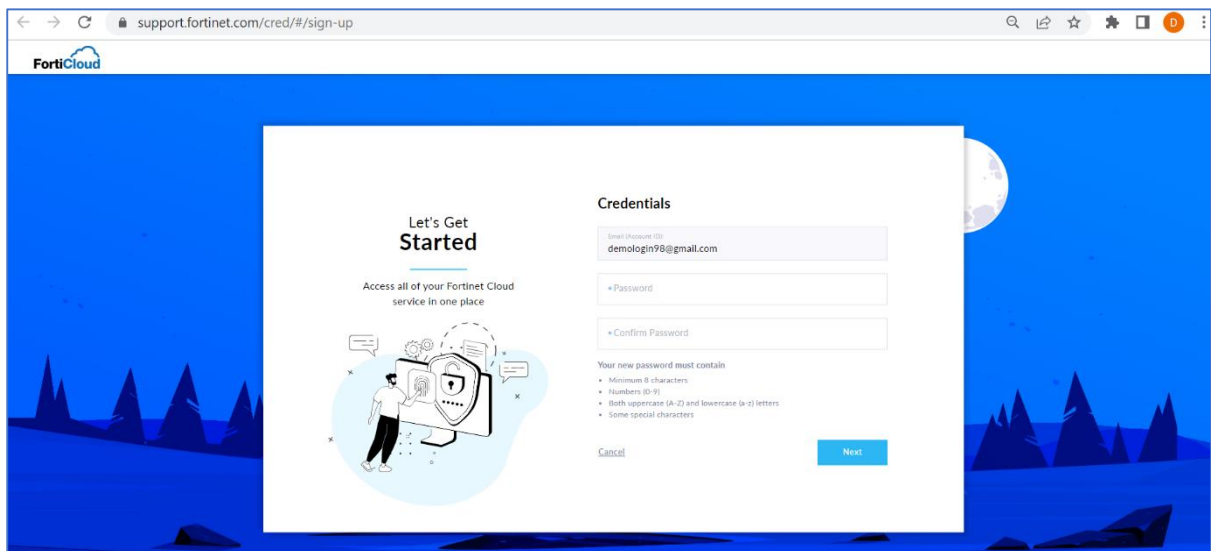 support.fortinet.com/cred/#/sign-up
D
FortiCloud
Let's Get
Started
Access all of your Fortinet Cloud
service in one place
Credentials
Email (Account ID):
demologin98@gmail.com
*Password
*Confirm Password
Your new password must contain
• Minimum 8 characters
• Numbers (0-9)
• Both uppercase (A-Z) and lowercase (a-z) letters
• Some special characters
Cancel
Next